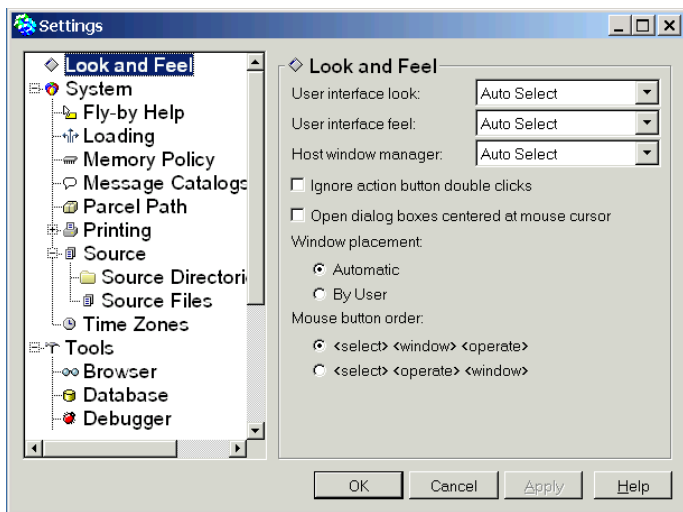 Settings
Look and Feel
System
Fly-by Help
Loading
Memory Policy
Message Catalogs
Parcel Path
Printing
Source
Source Directori
Source Files
Time Zones
Tools
Browser
Database
Debugger
Look and Feel
User interface look: Auto Select
User interface feel: Auto Select
Host window manager: Auto Select
Ignore action button double clicks
Open dialog boxes centered at mouse cursor
Window placement:
Automatic
By User
Mouse button order:
<select> <window> <operate>
<select> <operate> <window>
OK Cancel Apply Help